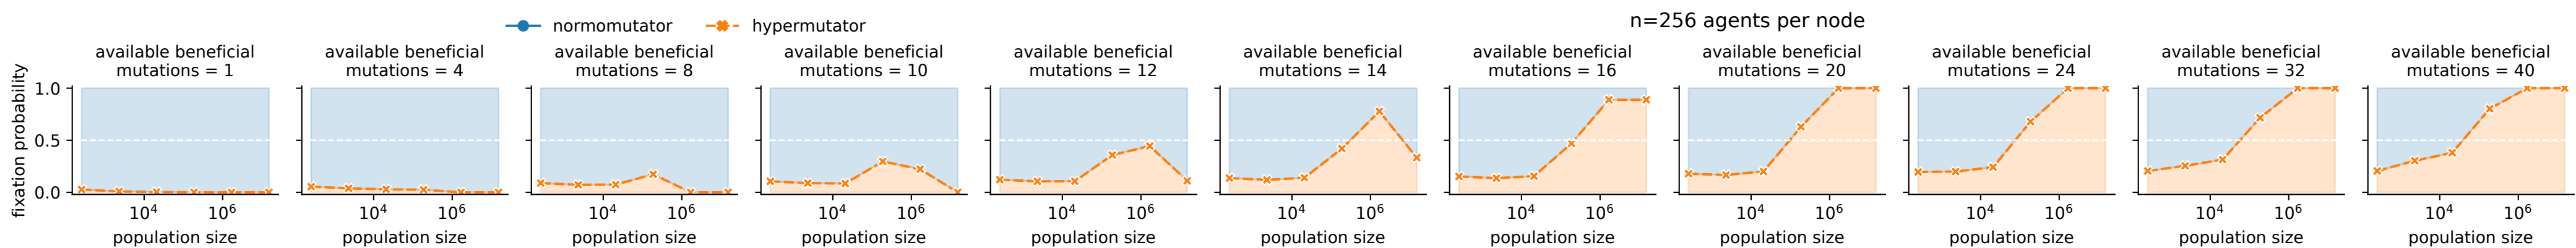 normomutator
hypermutator
n=256 agents per node
available beneficial
mutations = 1
available beneficial
mutations = 4
available beneficial
mutations = 8
available beneficial
mutations = 10
available beneficial
mutations = 12
available beneficial
mutations = 14
available beneficial
mutations = 16
available beneficial
mutations = 20
available beneficial
mutations = 24
available beneficial
mutations = 32
available beneficial
mutations = 40
fixation probability
1.0
0.5
0.0
10⁴ 10⁶
population size
10⁴ 10⁶
population size
10⁴ 10⁶
population size
10⁴ 10⁶
population size
10⁴ 10⁶
population size
10⁴ 10⁶
population size
10⁴ 10⁶
population size
10⁴ 10⁶
population size
10⁴ 10⁶
population size
10⁴ 10⁶
population size
10⁴ 10⁶
population size